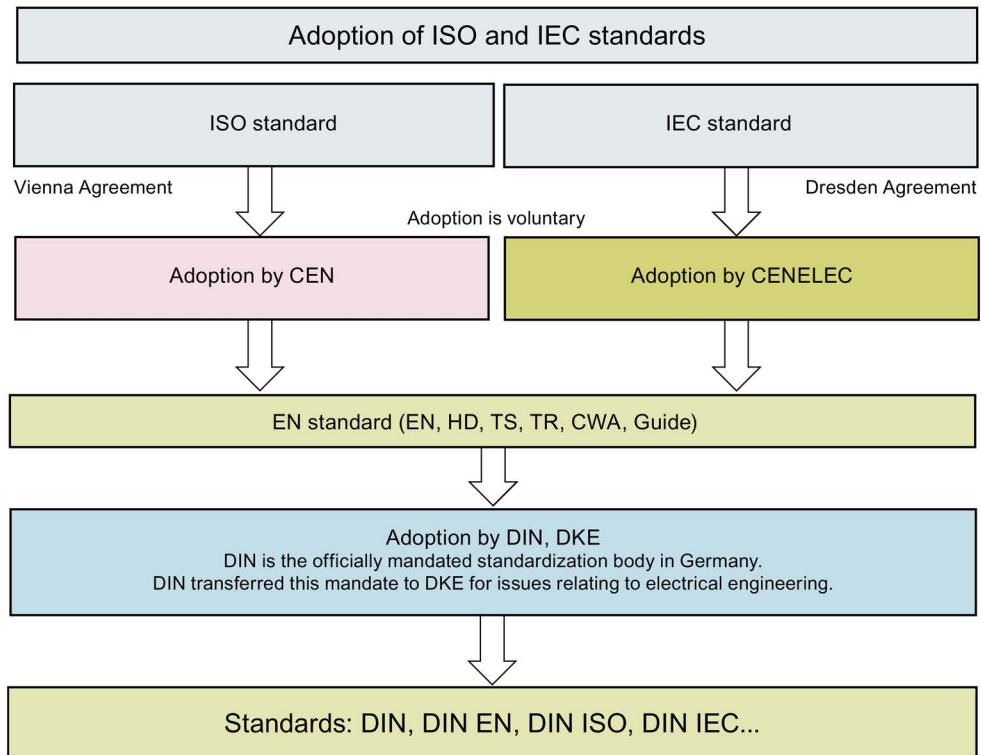 Adoption of ISO and IEC standards
ISO standard
IEC standard
Vienna Agreement
Dresden Agreement
Adoption is voluntary
Adoption by CEN
Adoption by CENELEC
EN standard (EN, HD, TS, TR, CWA, Guide)
Adoption by DIN, DKE
DIN is the officially mandated standardization body in Germany.
DIN transferred this mandate to DKE for issues relating to electrical engineering.
Standards: DIN, DIN EN, DIN ISO, DIN IEC...